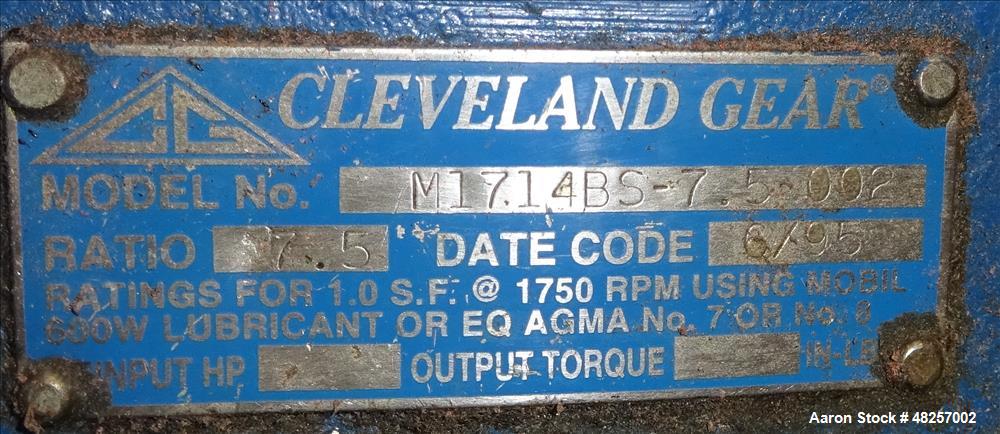 CG CLEVELAND GEAR®
MODEL No. M1714BS-7.5 002
RATIO 7.5 DATE CODE 6/95
RATINGS FOR 1.0 S.F. @ 1750 RPM USING MOBIL
600W LUBRICANT OR EQ AGMA No. 7 OR No. 8
INPUT HP OUTPUT TORQUE IN-LB
Aaron Stock # 48257002